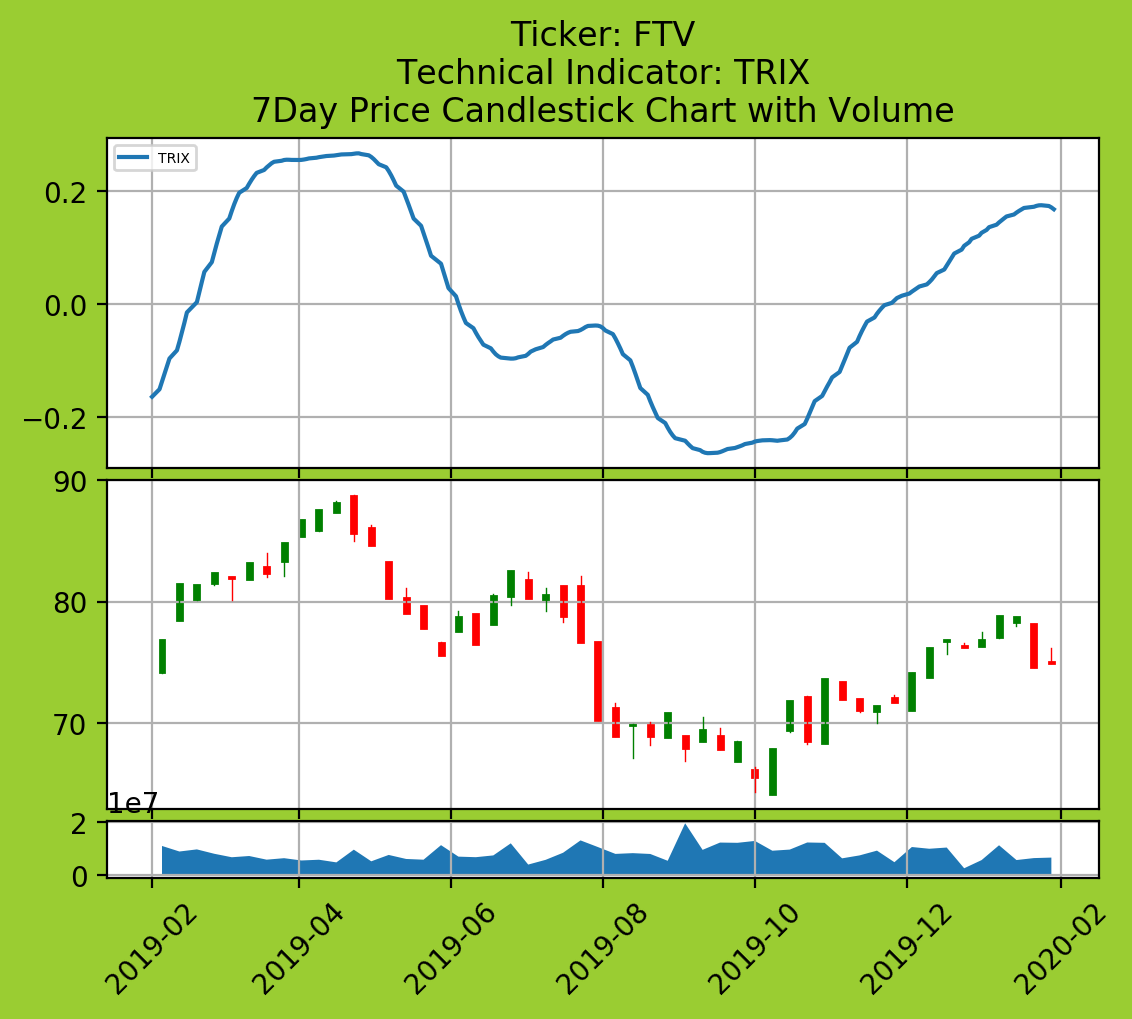 Ticker: FTV
Technical Indicator: TRIX
7Day Price Candlestick Chart with Volume
TRIX
0.2
0.0
−0.2
90
80
70
1e7
2
0
2019-02 2019-04 2019-06 2019-08 2019-10 2019-12 2020-02